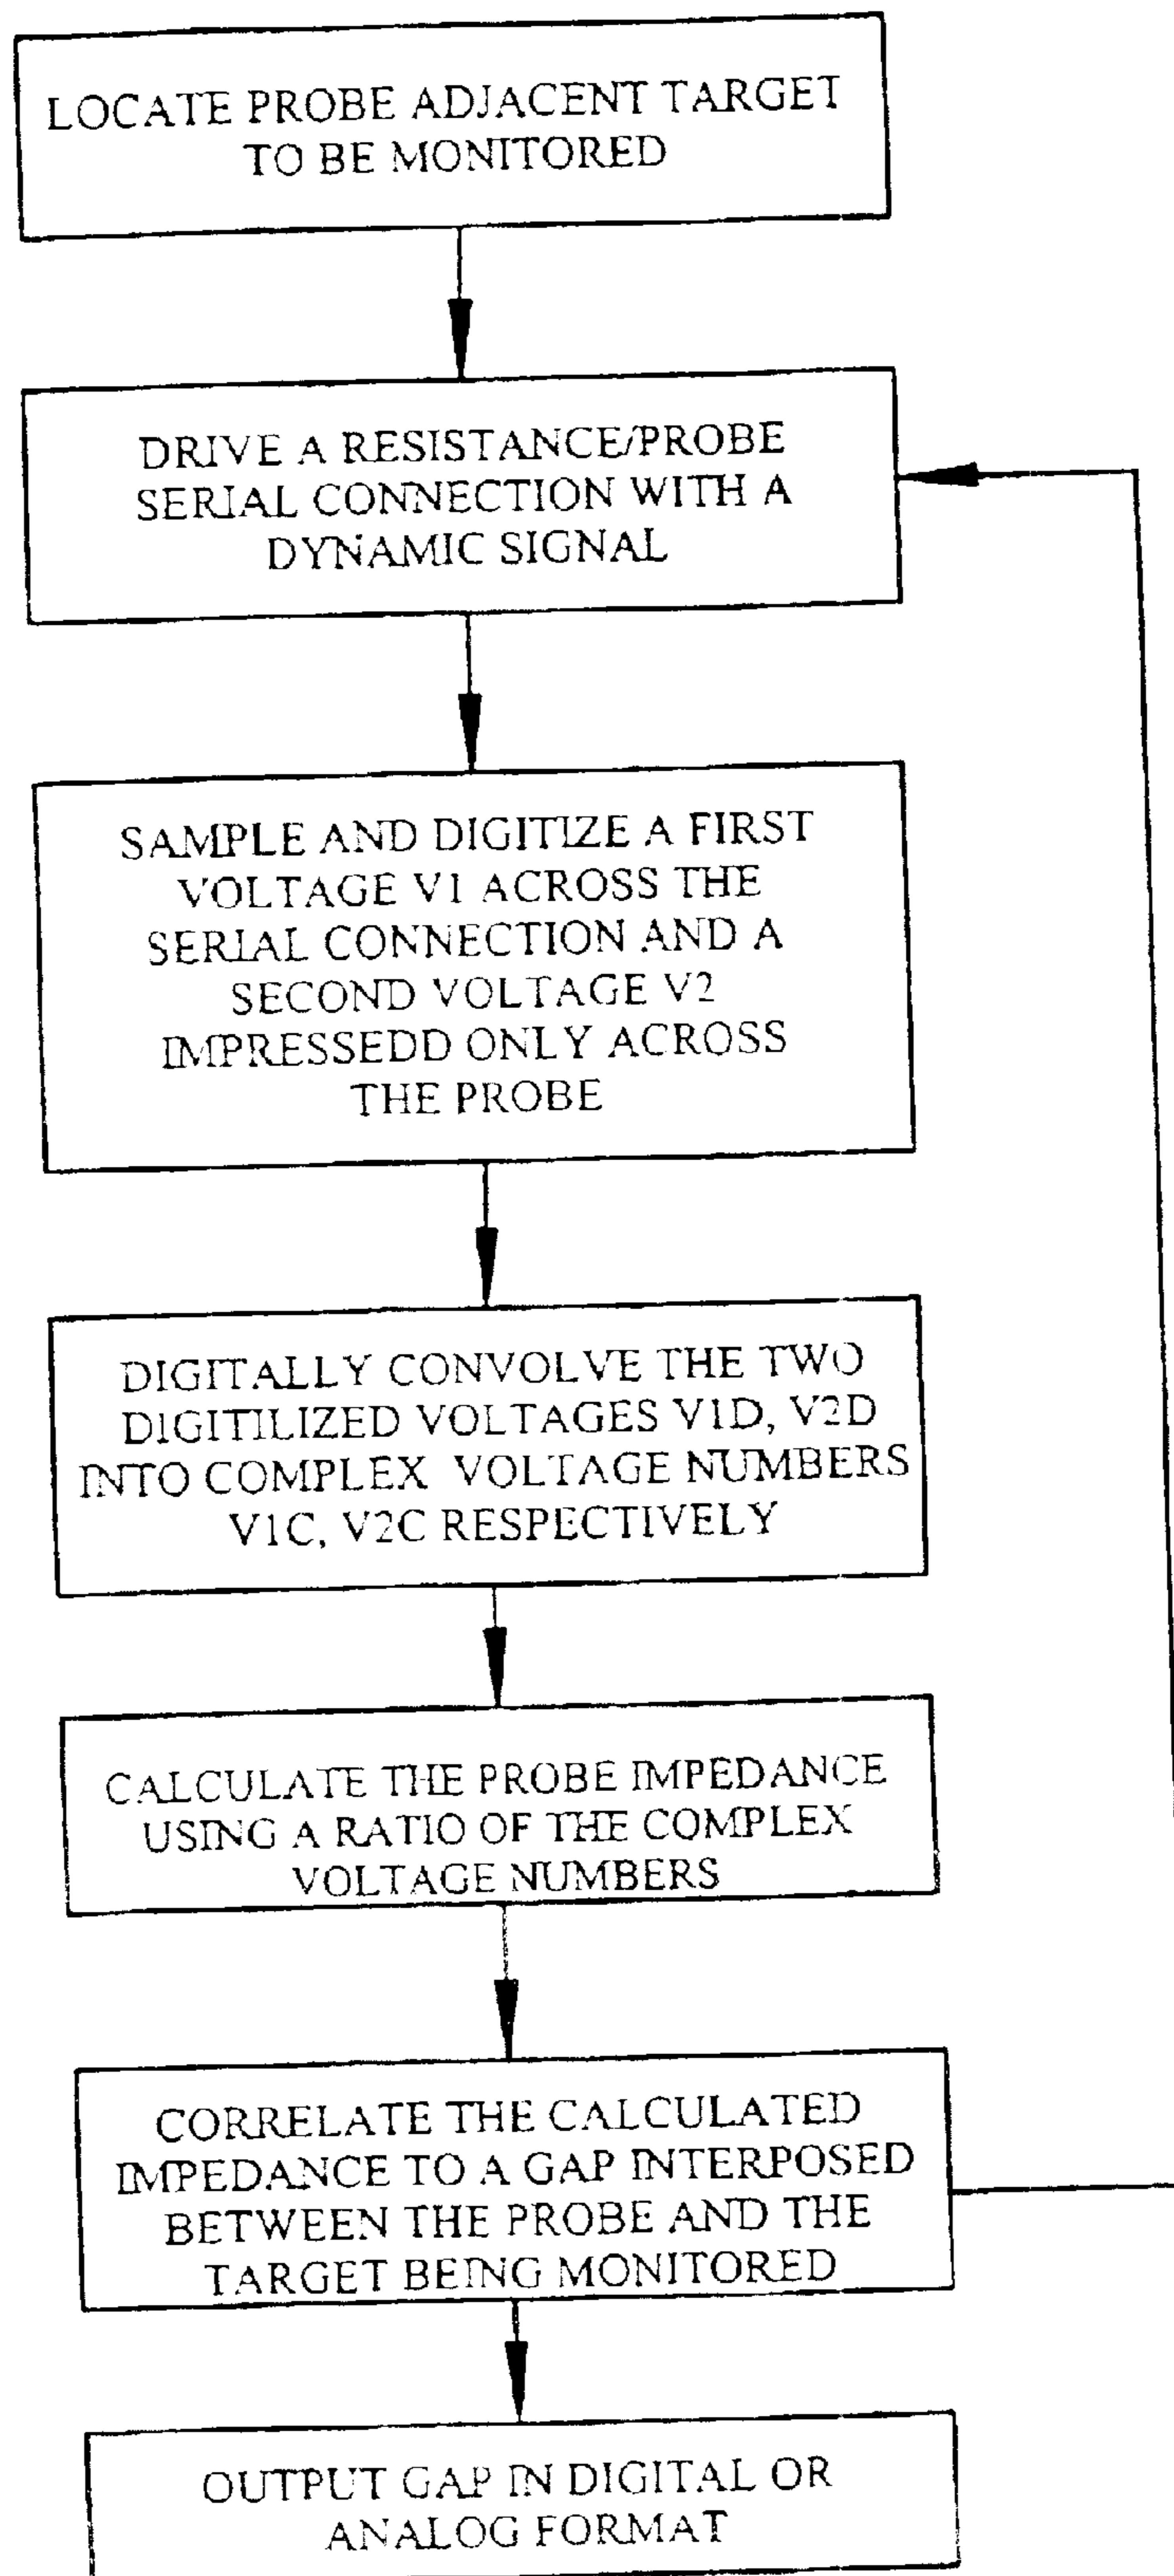 LOCATE PROBE ADJACENT TARGET
TO BE MONITORED
DRIVE A RESISTANCE/PROBE
SERIAL CONNECTION WITH A
DYNAMIC SIGNAL
SAMPLE AND DIGITIZE A FIRST
VOLTAGE V1 ACROSS THE
SERIAL CONNECTION AND A
SECOND VOLTAGE V2
IMPRESSEDD ONLY ACROSS
THE PROBE
DIGITALLY CONVOLVE THE TWO
DIGITILIZED VOLTAGES V1D, V2D
INTO COMPLEX VOLTAGE NUMBERS
V1C, V2C RESPECTIVELY
CALCULATE THE PROBE IMPEDANCE
USING A RATIO OF THE COMPLEX
VOLTAGE NUMBERS
CORRELATE THE CALCULATED
IMPEDANCE TO A GAP INTERPOSED
BETWEEN THE PROBE AND THE
TARGET BEING MONITORED
OUTPUT GAP IN DIGITAL OR
ANALOG FORMAT